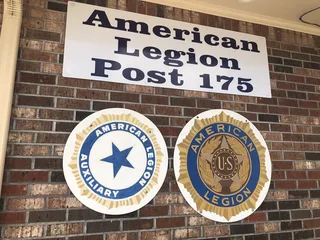 American
Legion
Post 175
AMERICAN LEGION
AUXILIARY
AMERICAN
U·S
LEGION